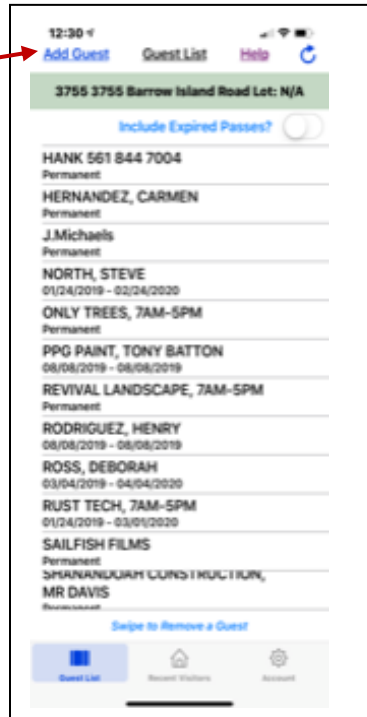 12:30
Add Guest Guest List Help
3755 3755 Barrow Island Road Lot: N/A
Include Expired Passes?
HANK 561 844 7004
Permanent
HERNANDEZ, CARMEN
Permanent
J.Michaels
Permanent
NORTH, STEVE
01/24/2019 - 02/24/2020
ONLY TREES, 7AM-5PM
Permanent
PPG PAINT, TONY BATTON
08/08/2019 - 08/08/2019
REVIVAL LANDSCAPE, 7AM-5PM
Permanent
RODRIGUEZ, HENRY
08/08/2019 - 08/08/2019
ROSS, DEBORAH
03/04/2019 - 04/04/2020
RUST TECH, 7AM-5PM
01/24/2019 - 03/01/2020
SAILFISH FILMS
Permanent
SHANANDOAH CONSTRUCTION,
MR DAVIS
Permanent
Swipe to Remove a Guest
Guest List Recent Visitors Account